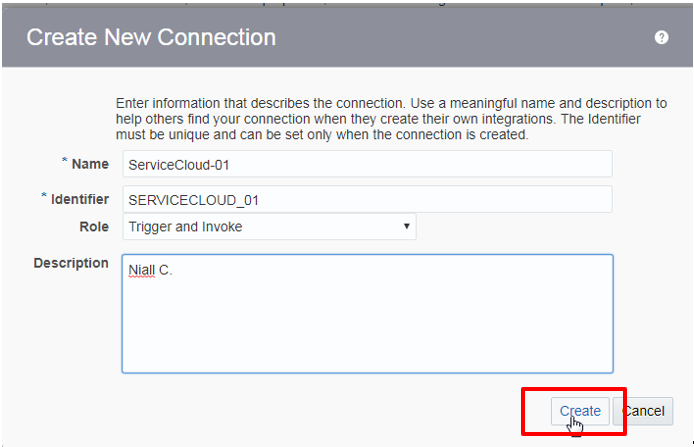 Create New Connection
Enter information that describes the connection. Use a meaningful name and description to
help others find your connection when they create their own integrations. The Identifier
must be unique and can be set only when the connection is created.
* Name ServiceCloud-01
* Identifier SERVICECLOUD_01
Role Trigger and Invoke
Description Niall C.
Create Cancel